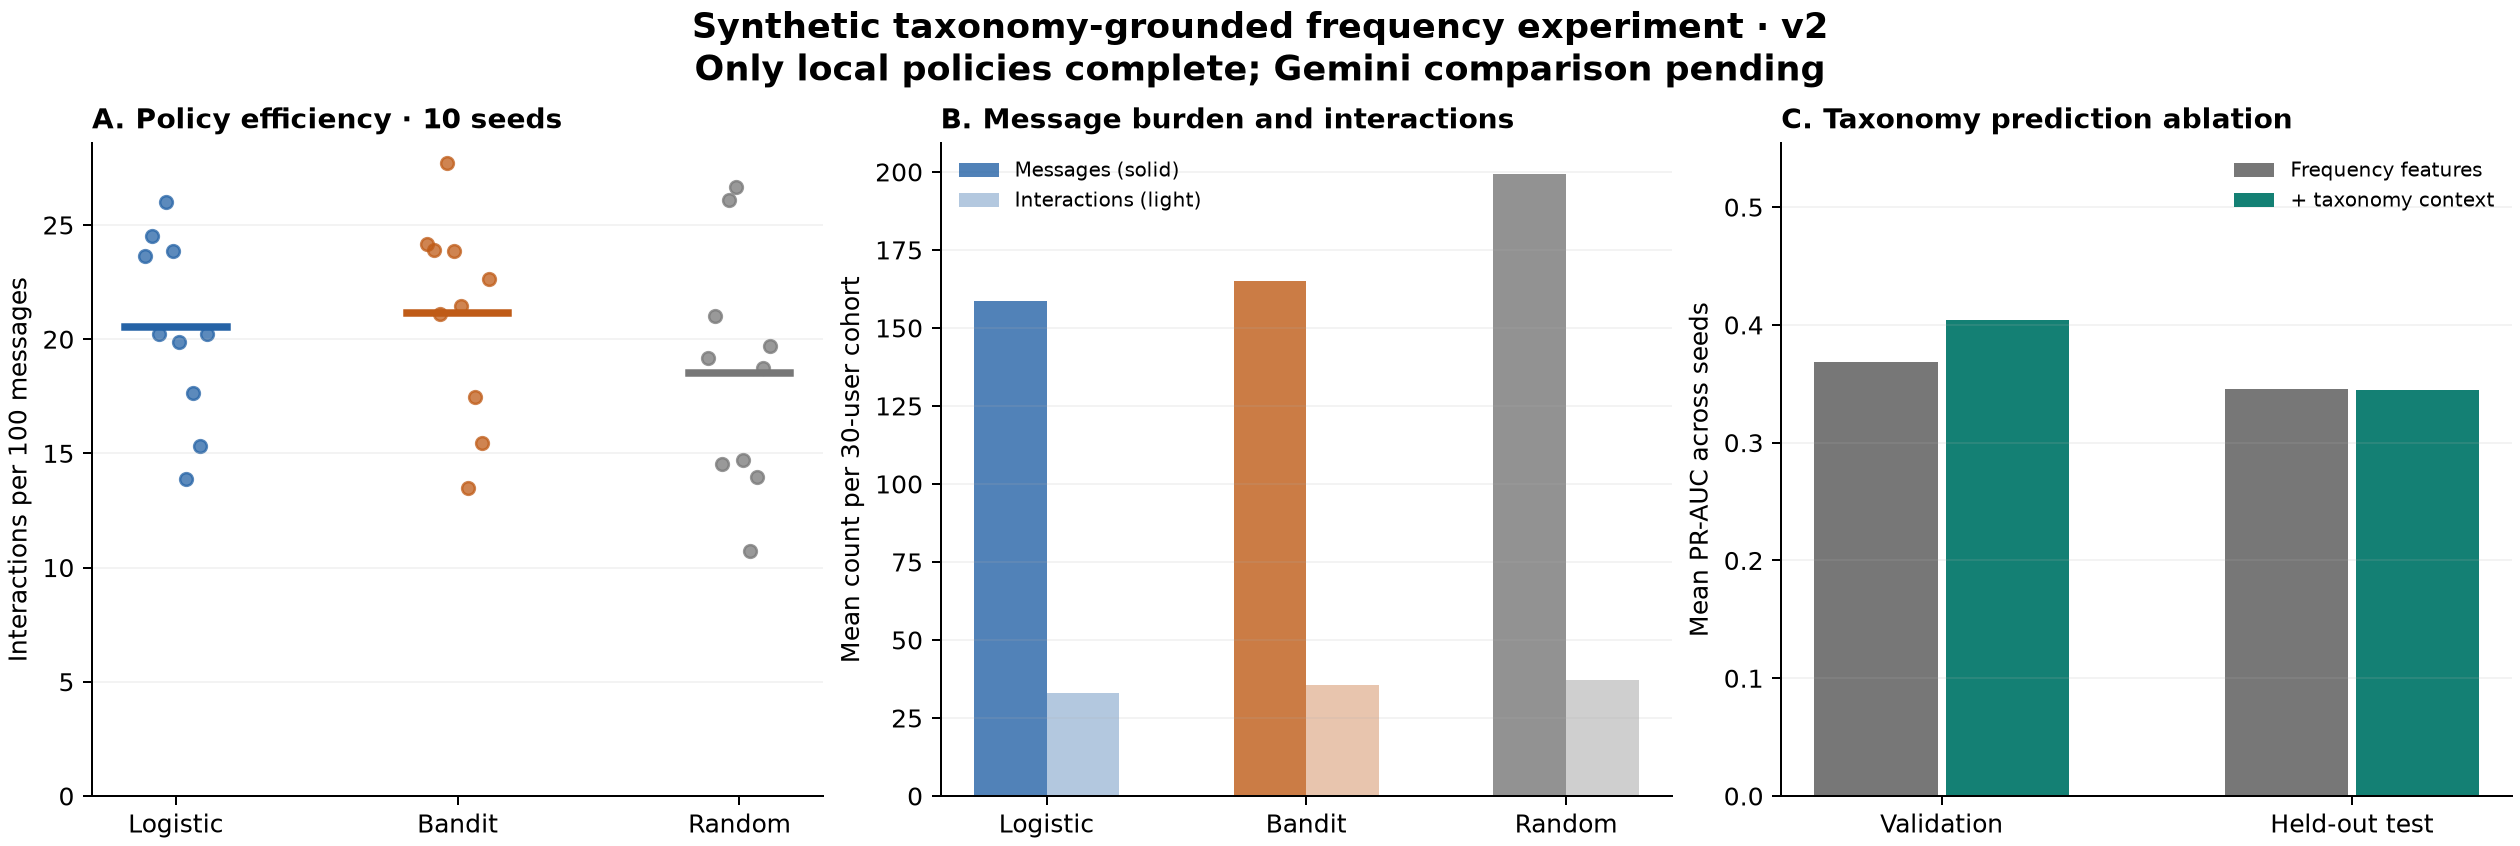 Synthetic taxonomy-grounded frequency experiment · v2
Only local policies complete; Gemini comparison pending
A. Policy efficiency · 10 seeds
Interactions per 100 messages
25
20
15
10
5
0
Logistic
Bandit
Random
B. Message burden and interactions
Messages (solid)
Interactions (light)
Mean count per 30-user cohort
200
175
150
125
100
75
50
25
0
Logistic
Bandit
Random
C. Taxonomy prediction ablation
Frequency features
+ taxonomy context
Mean PR-AUC across seeds
0.5
0.4
0.3
0.2
0.1
0.0
Validation
Held-out test